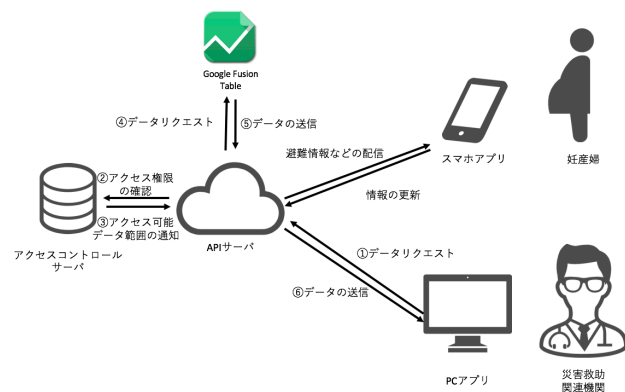 Google Fusion
Table
④データリクエスト
⑤データの送信
避難情報などの配信
スマホアプリ
妊産婦
②アクセス権限
の確認
情報の更新
③アクセス可能
データ範囲の通知
アクセスコントロール
サーバ
APIサーバ
①データリクエスト
⑥データの送信
PCアプリ
災害救助
関連機関